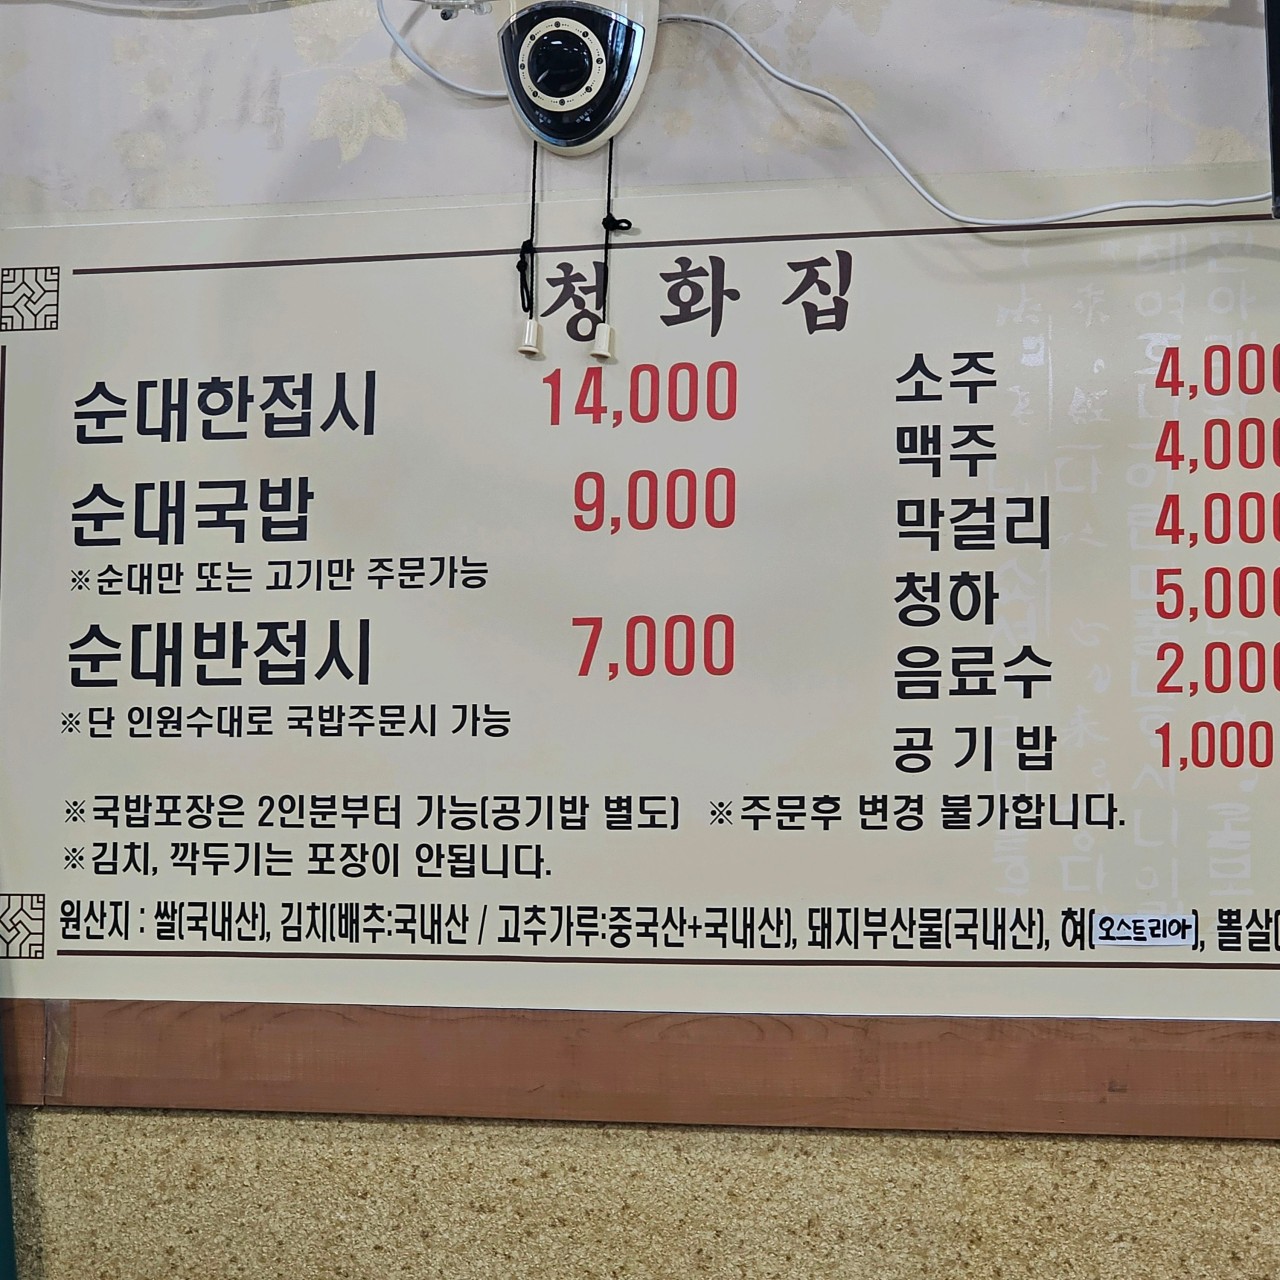 청화집
순대한접시 14,000
순대국밥 9,000
※순대만 또는 고기만 주문가능
순대반접시 7,000
※단 인원수대로 국밥주문시 가능
소주 4,000
맥주 4,000
막걸리 4,000
청하 5,000
음료수 2,000
공기밥 1,000
※국밥포장은 2인분부터 가능(공기밥 별도) ※주문후 변경 불가합니다.
※김치, 깍두기는 포장이 안됩니다.
원산지 : 쌀(국내산), 김치(배추:국내산 / 고추가루:중국산+국내산), 돼지부산물(국내산), 혀(오스트리아), 뽈살(